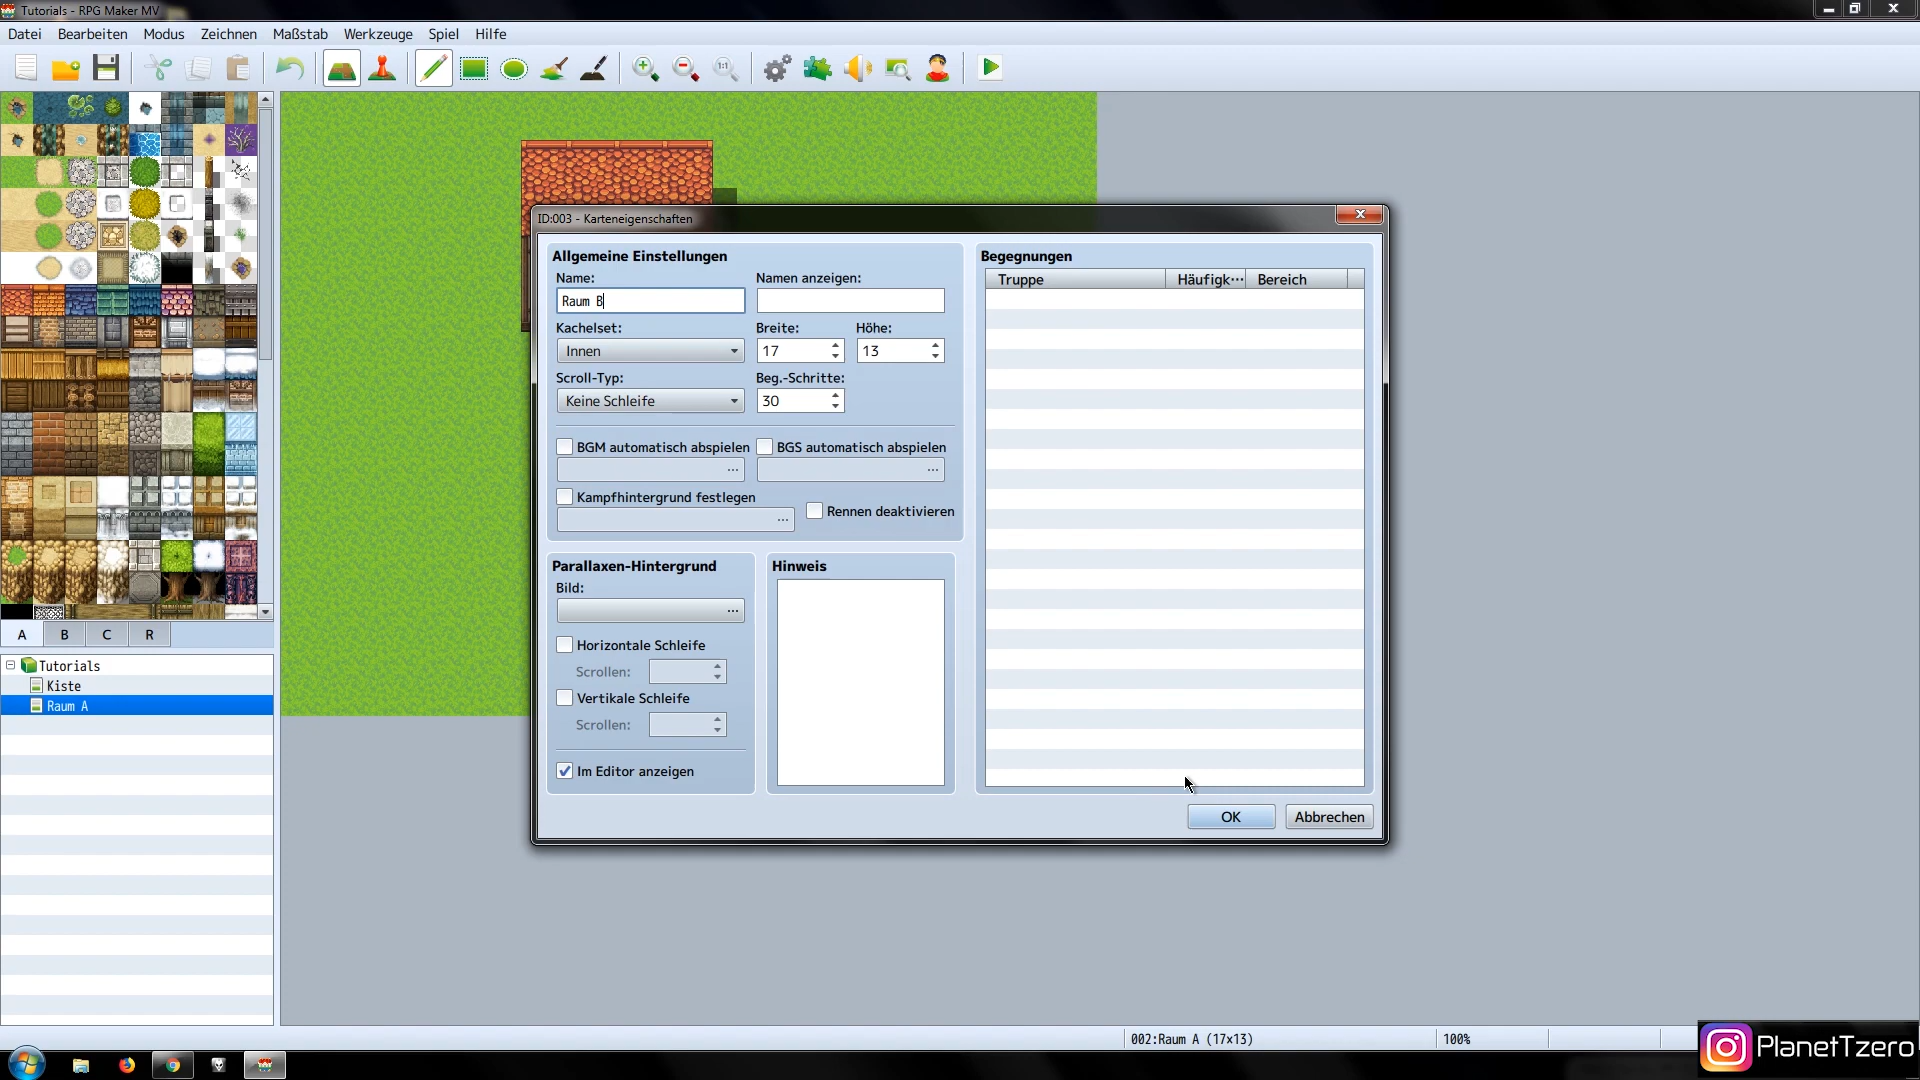 Tutorials - RPG Maker MV
Datei Bearbeiten Modus Zeichnen Maßstab Werkzeuge Spiel Hilfe
1:1
ID:003 - Karteneigenschaften
Allgemeine Einstellungen
Name: Namen anzeigen:
Raum B
Kachelset: Breite: Höhe:
Innen 17 13
Scroll-Typ: Beg.-Schritte:
Keine Schleife 30
BGM automatisch abspielen BGS automatisch abspielen
... ...
Kampfhintergrund festlegen
Rennen deaktivieren
...
Parallaxen-Hintergrund
Bild:
...
Horizontale Schleife
Scrollen:
Vertikale Schleife
Scrollen:
Im Editor anzeigen
Hinweis
Begegnungen
Truppe Häufigk··· Bereich
OK Abbrechen
A B C R
Tutorials
Kiste
Raum A
002:Raum A (17x13) 100%
PlanetTzero